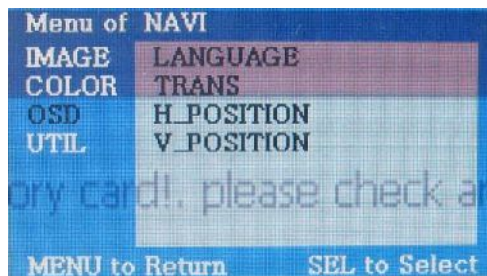 Menu of NAVI
IMAGE LANGUAGE
COLOR TRANS
OSD H_POSITION
UTIL V_POSITION
ory card!, please check a
MENU to Return SEL to Select